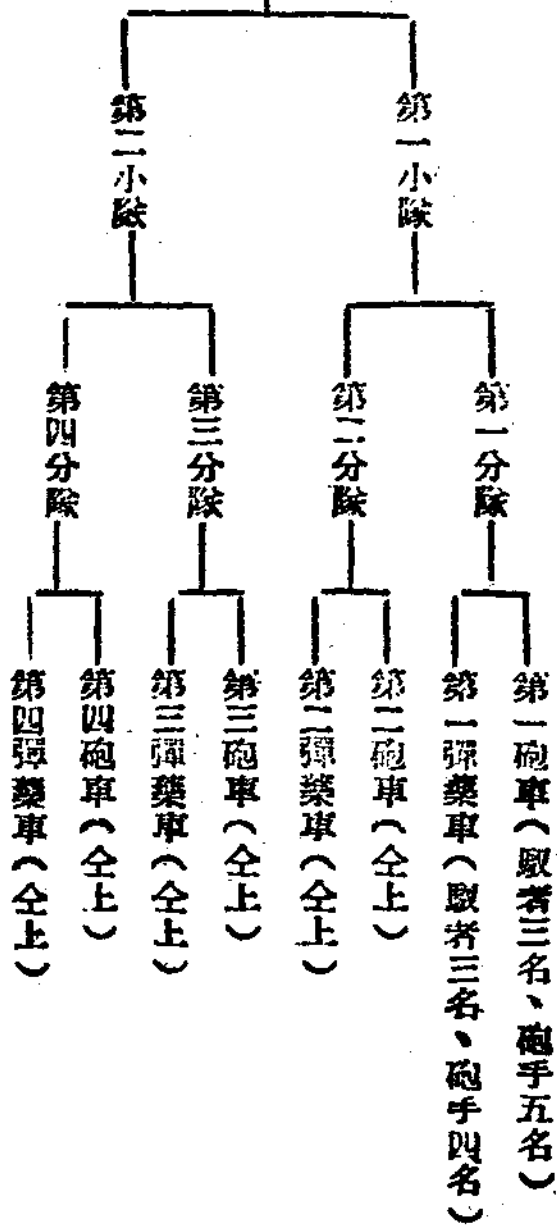 第一小隊
第二小隊
第一分隊
第二分隊
第三分隊
第四分隊
第一砲車（馭者三名、砲手五名）
第一彈藥車（馭者三名、砲手四名）
第二砲車（仝上）
第二彈藥車（仝上）
第三砲車（仝上）
第三彈藥車（仝上）
第四砲車（仝上）
第四彈藥車（仝上）